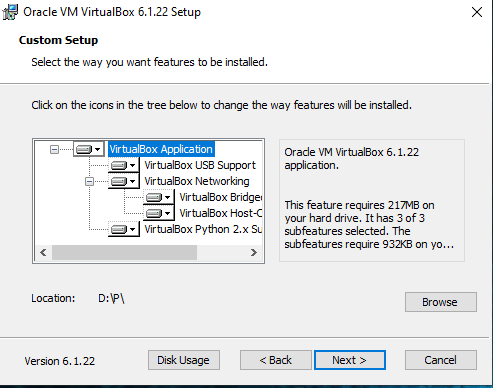 Oracle VM VirtualBox 6.1.22 Setup
Custom Setup
Select the way you want features to be installed.
Click on the icons in the tree below to change the way features will be installed.
VirtualBox Application
VirtualBox USB Support
VirtualBox Networking
VirtualBox Bridged
VirtualBox Host-O
VirtualBox Python 2.x Su
Oracle VM VirtualBox 6.1.22
application.
This feature requires 217MB on
your hard drive. It has 3 of 3
subfeatures selected. The
subfeatures require 932KB on yo...
Location:
D:\P\
Browse
Version 6.1.22
Disk Usage
< Back
Next >
Cancel